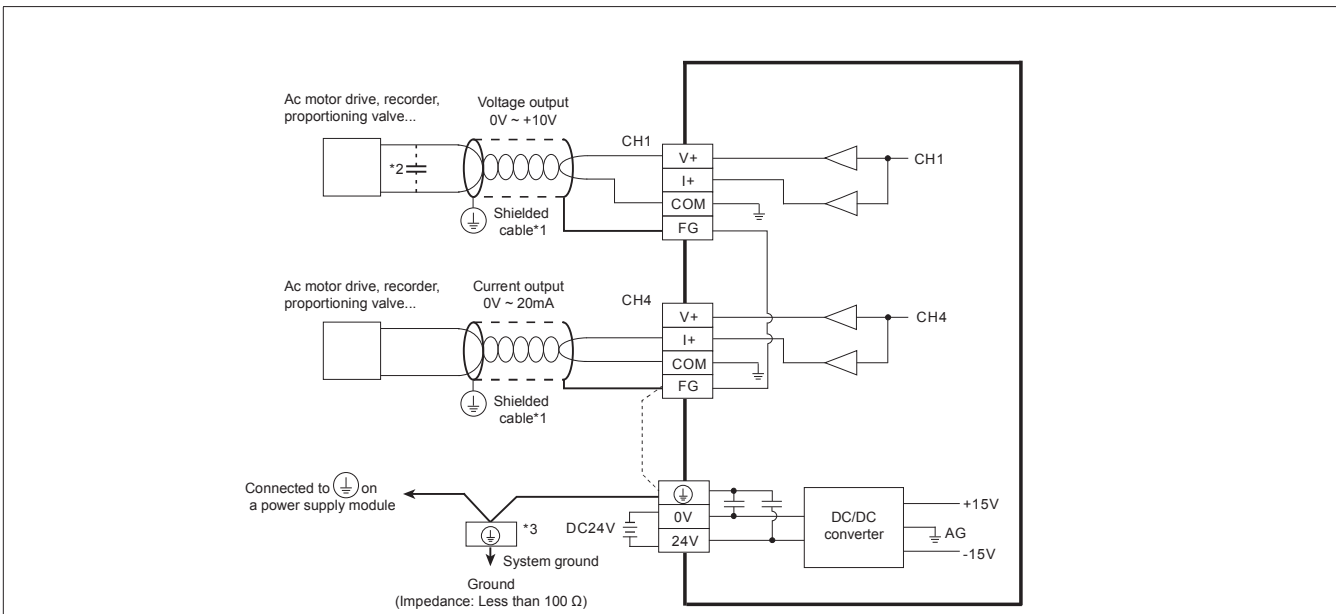 Ac motor drive, recorder,
proportioning valve...
Voltage output
0V ~ +10V
CH1
*2
V+
I+
COM
FG
CH1
Shielded
cable*1
Ac motor drive, recorder,
proportioning valve...
Current output
0V ~ 20mA
CH4
V+
I+
COM
FG
CH4
Shielded
cable*1
Connected to on
a power supply module
*3
System ground
Ground
(Impedance: Less than 100 Ω)
DC24V
0V
24V
DC/DC
converter
+15V
AG
-15V